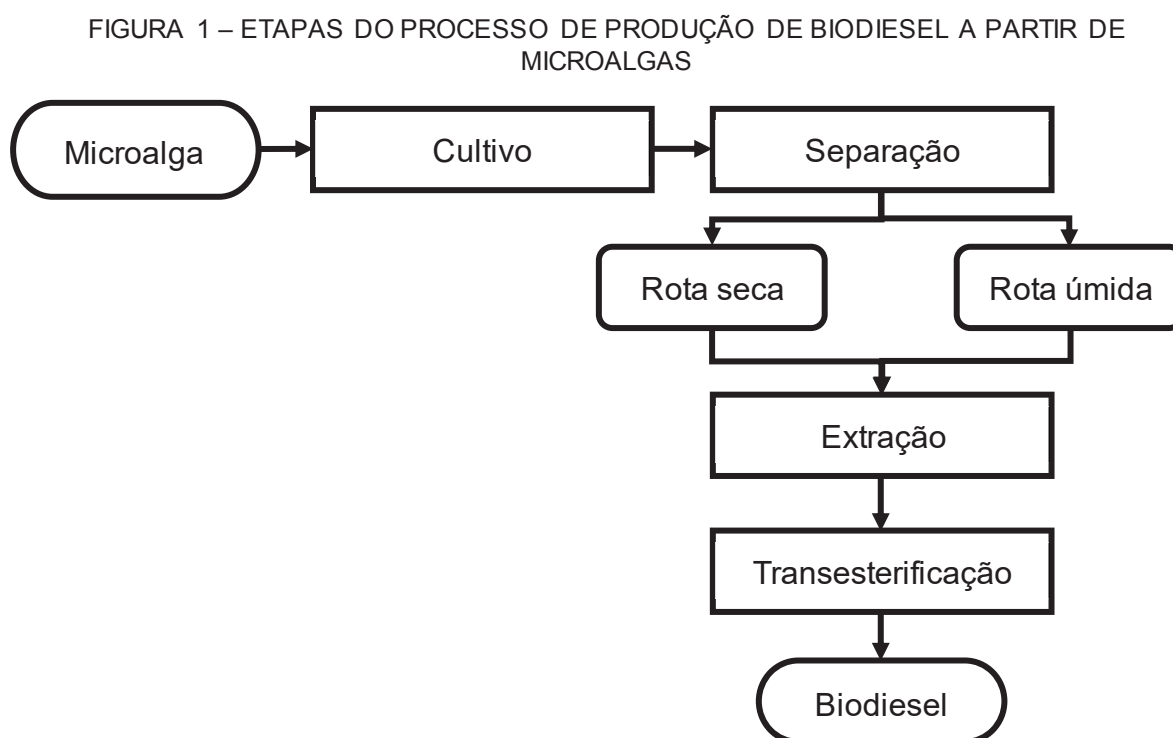 FIGURA 1 – ETAPAS DO PROCESSO DE PRODUÇÃO DE BIODIESEL A PARTIR DE
MICROALGAS
Microalga
Cultivo
Separação
Rota seca
Rota úmida
Extração
Transesterificação
Biodiesel